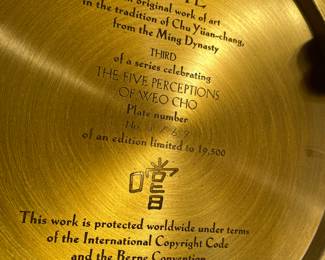 original work of art
in the tradition of Chu Yüan-chang,
from the Ming Dynasty
THIRD
of a series celebrating
THE FIVE PERCEPTIONS
OF WEO CHO
Plate number
No.
of an edition limited to 19,500
This work is protected worldwide under terms
of the International Copyright Code
and the Berne Convention